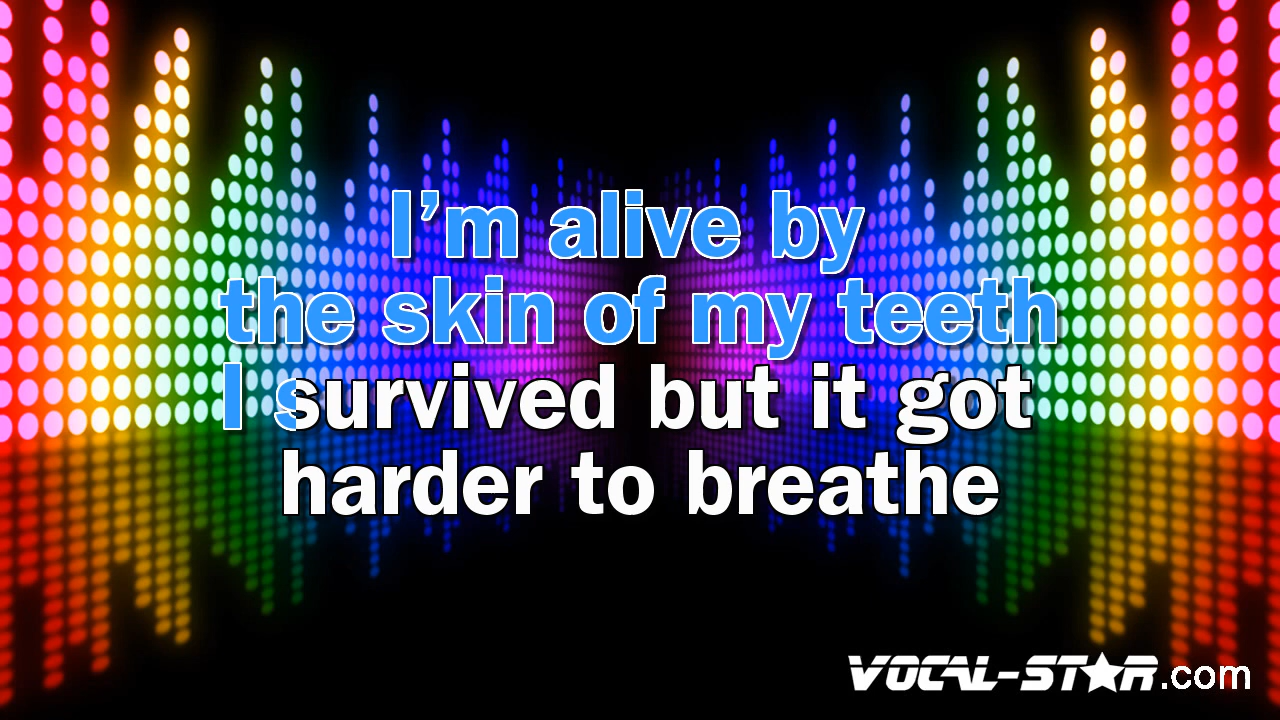 I’m alive by
the skin of my teeth
I survived but it got
harder to breathe
VOCAL-STAR.com